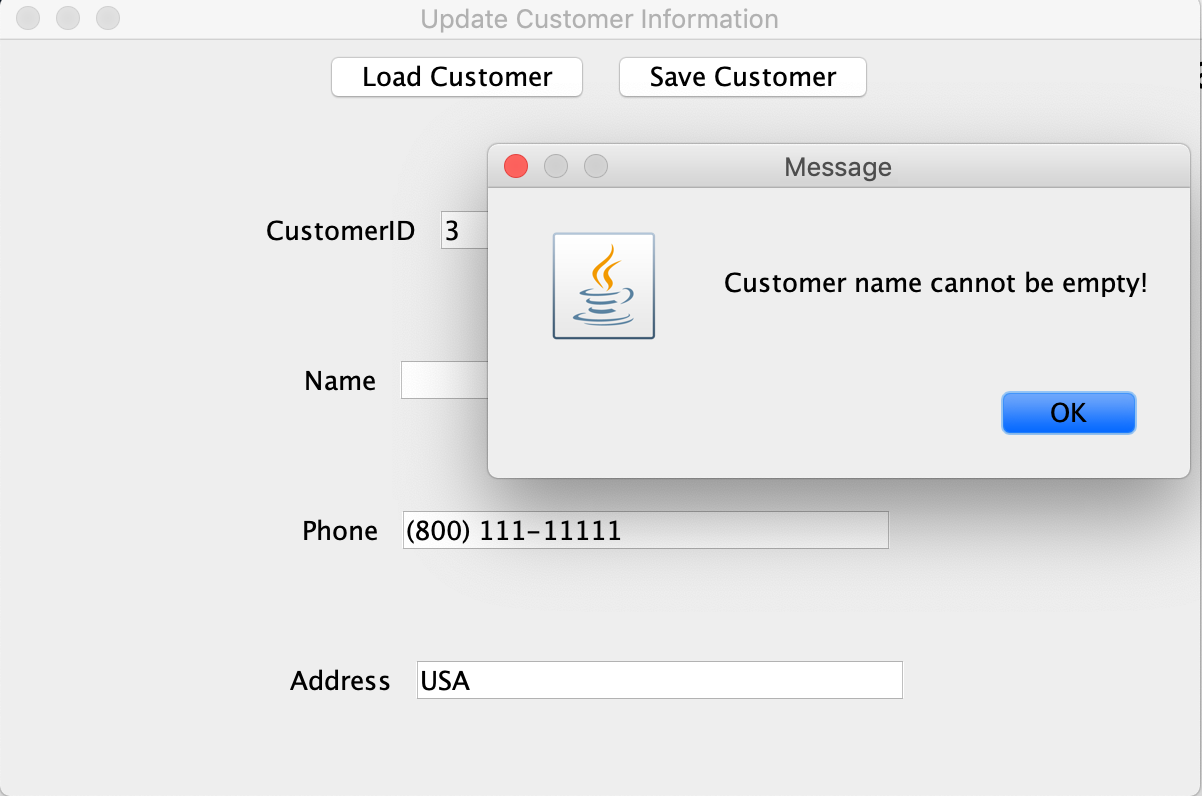 Update Customer Information
Load Customer Save Customer
Message
Customer name cannot be empty!
OK
CustomerID 3
Name
Phone (800) 111-11111
Address USA